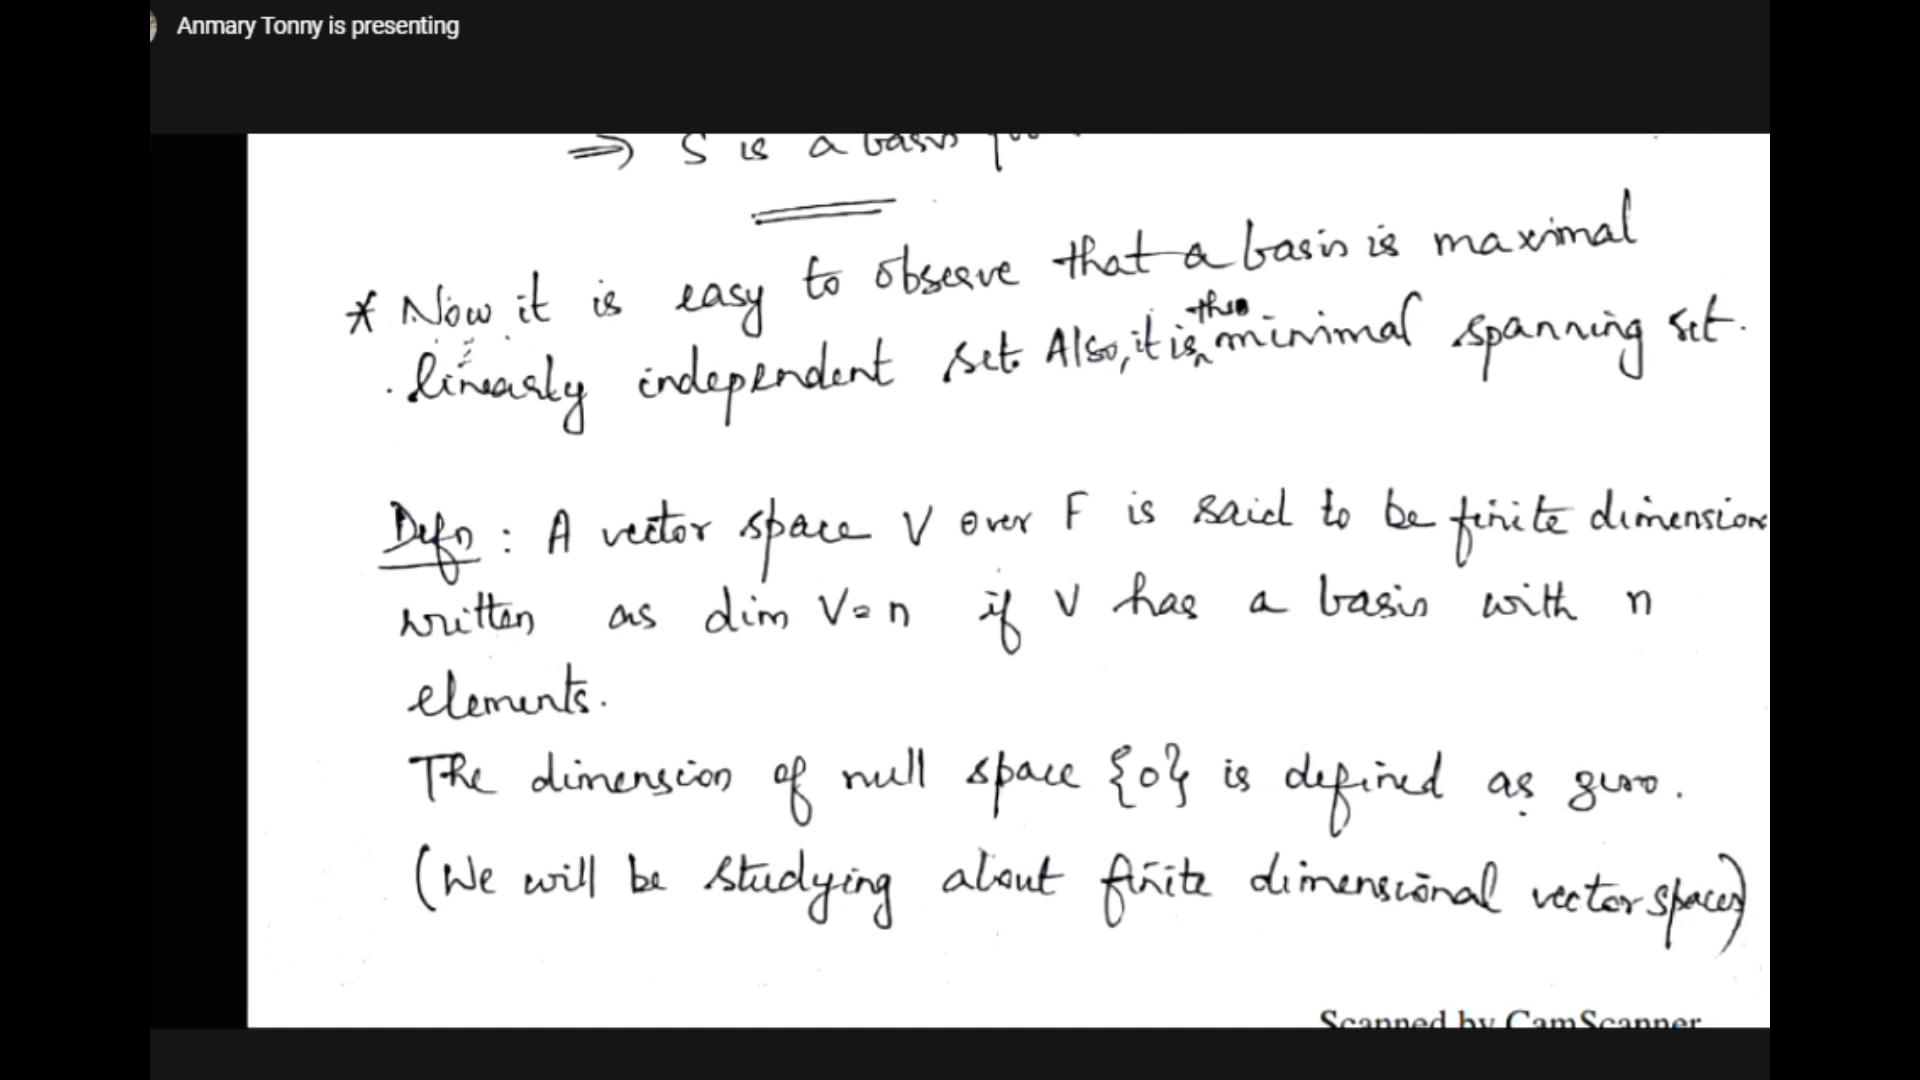 Anmary Tonny is presenting
⇒ S is a basis
* Now it is easy to observe that a basis is maximal
linearly independent set. Also, it is the minimal spanning set.
Defn : A vector space V over F is said to be finite dimension
written as dim V = n if V has a basis with n
elements.
The dimension of null space {0} is defined as zero.
(We will be studying about finite dimensional vector spaces)
Scanned by CamScanner